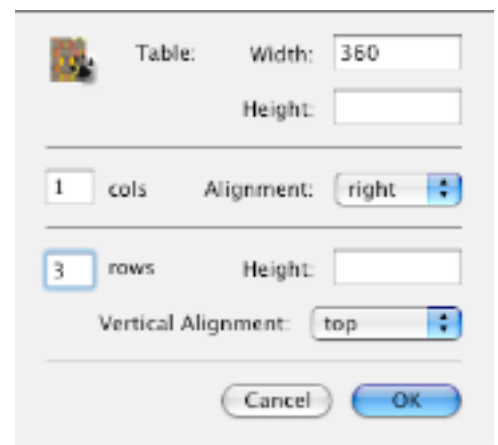 Table: Width: 360
Height:
1 cols Alignment: right
3 rows Height:
Vertical Alignment: top
Cancel OK